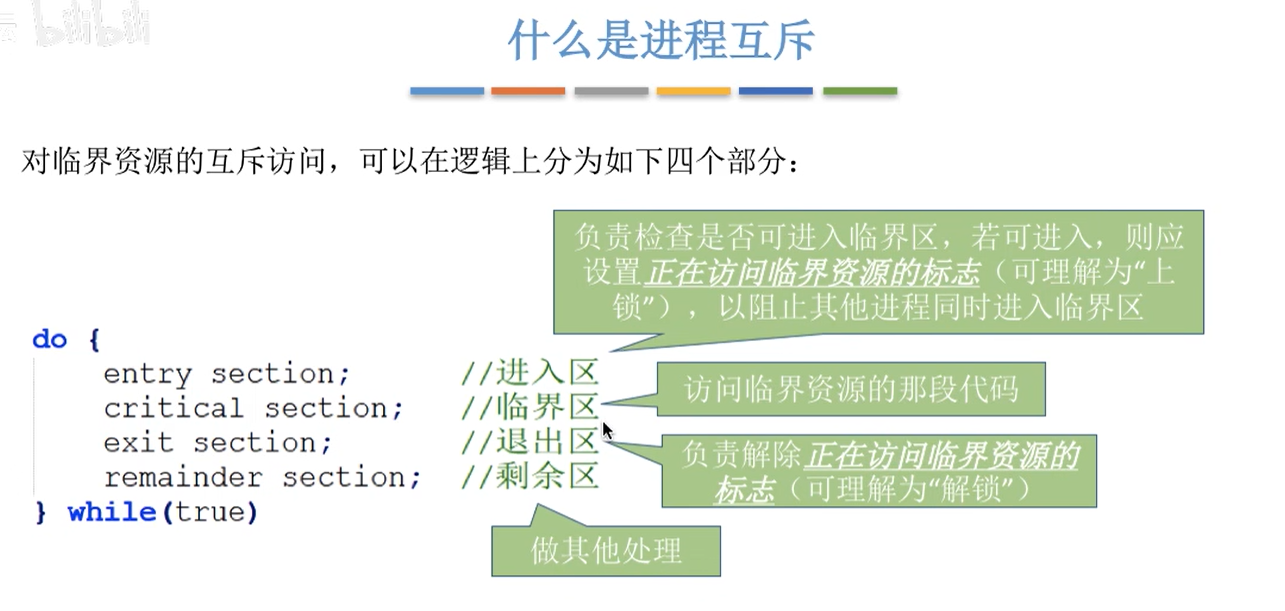 bilibili
什么是进程互斥
对临界资源的互斥访问，可以在逻辑上分为如下四个部分：
负责检查是否可进入临界区，若可进入，则应
设置正在访问临界资源的标志（可理解为“上
锁”），以阻止其他进程同时进入临界区
do {
entry section; //进入区
critical section; //临界区
exit section; //退出区
remainder section; //剩余区
} while(true)
访问临界资源的那段代码
负责解除正在访问临界资源的
标志（可理解为“解锁”）
做其他处理